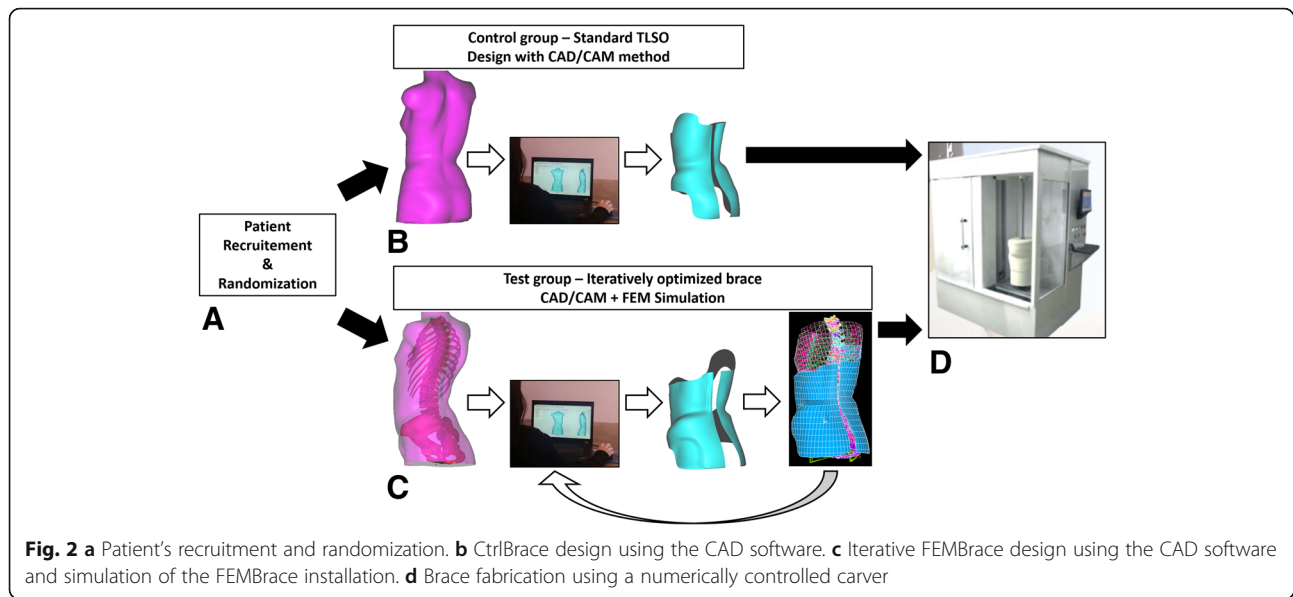 Control group – Standard TLSO
Design with CAD/CAM method
B
Patient
Recruitement
&
Randomization
A
Test group – Iteratively optimized brace
CAD/CAM + FEM Simulation
C
D
Fig. 2 a Patient's recruitment and randomization. b CtrlBrace design using the CAD software. c Iterative FEMBrace design using the CAD software
and simulation of the FEMBrace installation. d Brace fabrication using a numerically controlled carver